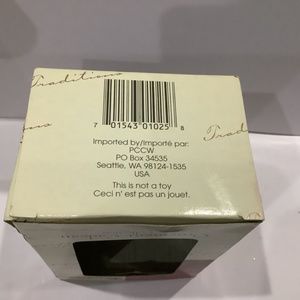 Traditions
7 01543 01025 8
Imported by/Importé par:
PCCW
PO Box 34535
Seattle, WA 98124-1535
USA
This is not a toy
Ceci n' est pas un jouet.